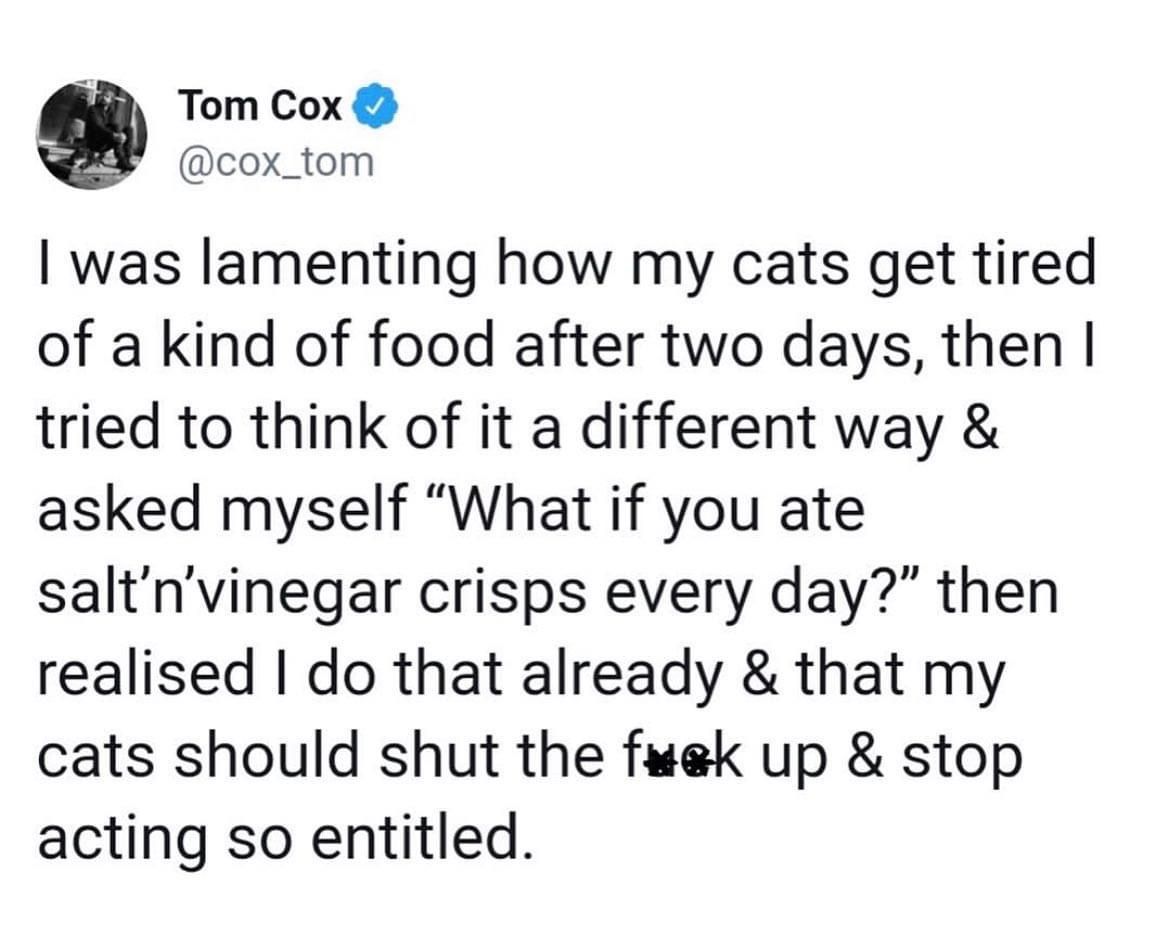 Tom Cox
@cox_tom
I was lamenting how my cats get tired
of a kind of food after two days, then I
tried to think of it a different way &
asked myself “What if you ate
salt’n’vinegar crisps every day?” then
realised I do that already & that my
cats should shut the f**k up & stop
acting so entitled.